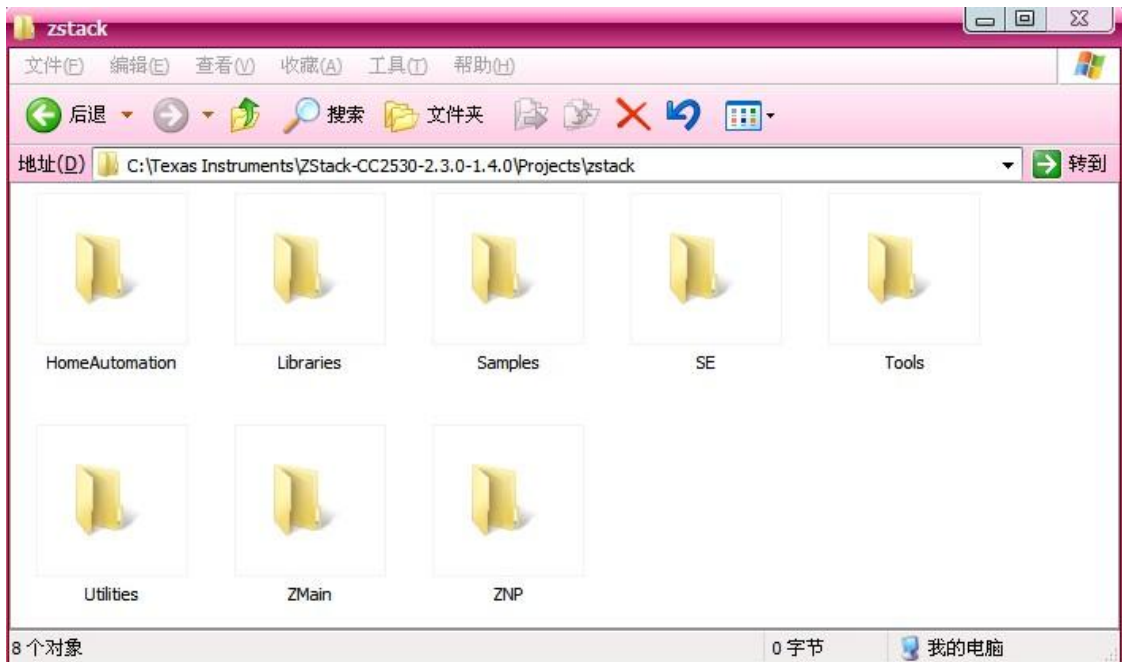 zstack
文件(F) 编辑(E) 查看(V) 收藏(A) 工具(T) 帮助(H)
后退 搜索 文件夹
地址(D) C:\Texas Instruments\ZStack-CC2530-2.3.0-1.4.0\Projects\zstack 转到
HomeAutomation Libraries Samples SE Tools
Utilities ZMain ZNP
8 个对象 0 字节 我的电脑